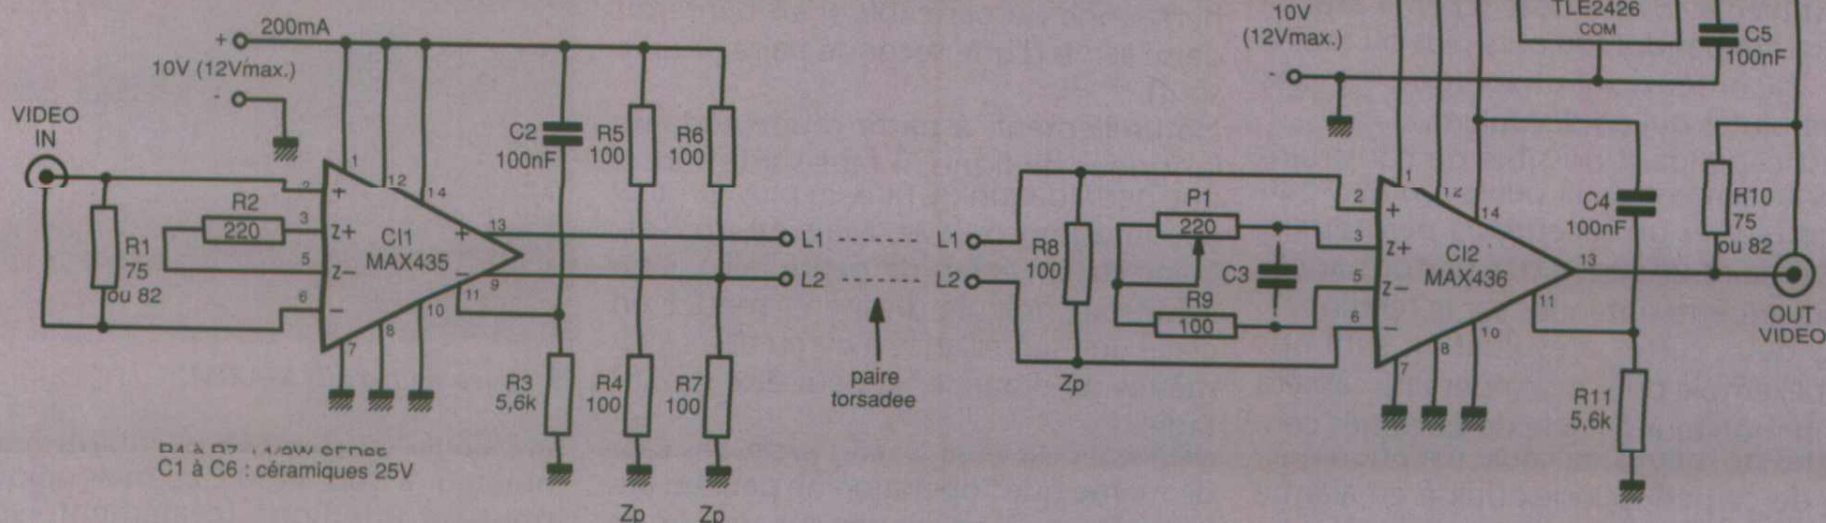 + 200mA
10V (12Vmax.)
-
VIDEO
IN
R1
75
ou 82
R2
220
2 +
3 Z+
5 Z−
6 −
1
12
14
CI1
MAX435
+ 13
− 9
11
10
8
7
C2
100nF
R5
100
R6
100
R3
5,6k
R4
100
R7
100
Zp
Zp
C1 à C6 : céramiques 25V
L1
L2
paire
torsadee
L1
L2
R8
100
Zp
P1
220
R9
100
C3
10V
(12Vmax.)
-
TLE2426
COM
C5
100nF
2 +
3 Z+
5 Z−
6 −
1
12
14
CI2
MAX436
13
11
10
8
7
C4
100nF
R10
75
ou 82
R11
5,6k
OUT
VIDEO